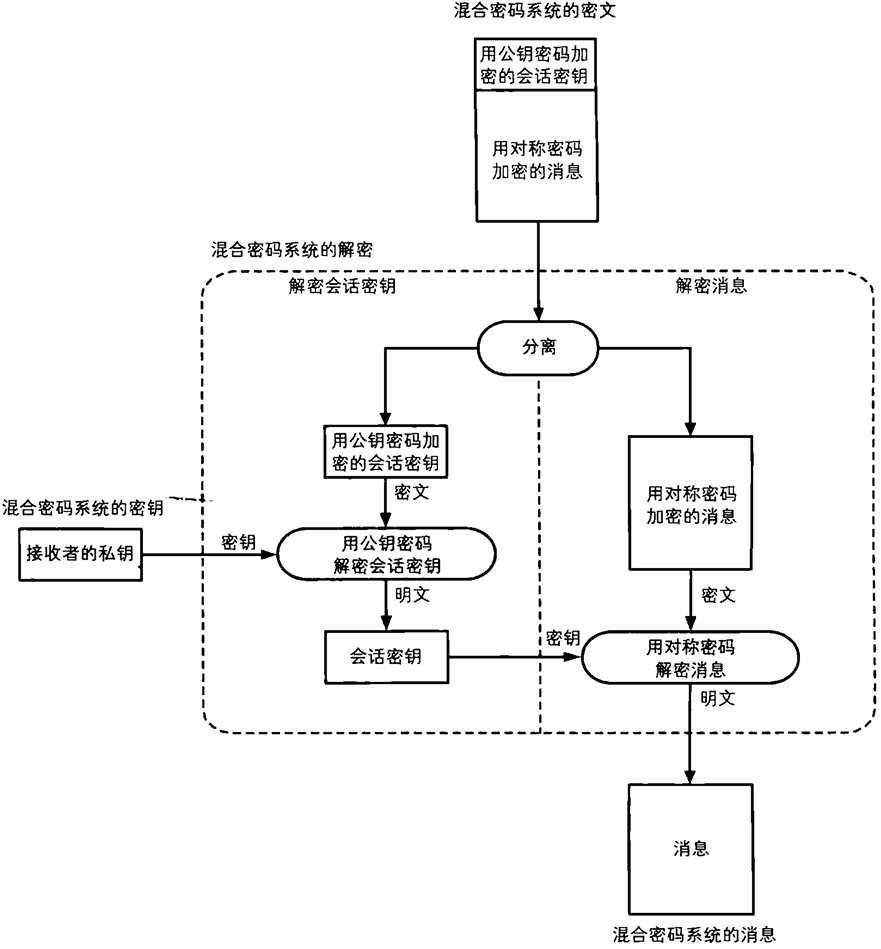 混合密码系统的密文
用公钥密码加
密的会话密钥
用对称密码
加密的消息
混合密码系统的解密
解密会话密钥
解密消息
分离
用公钥密码加
密的会话密钥
用对称密码
加密的消息
密文
混合密码系统的密钥
接收者的私钥
密钥
用公钥密码
解密会话密钥
明文
密文
会话密钥
密钥
用对称密码
解密消息
明文
消息
混合密码系统的消息